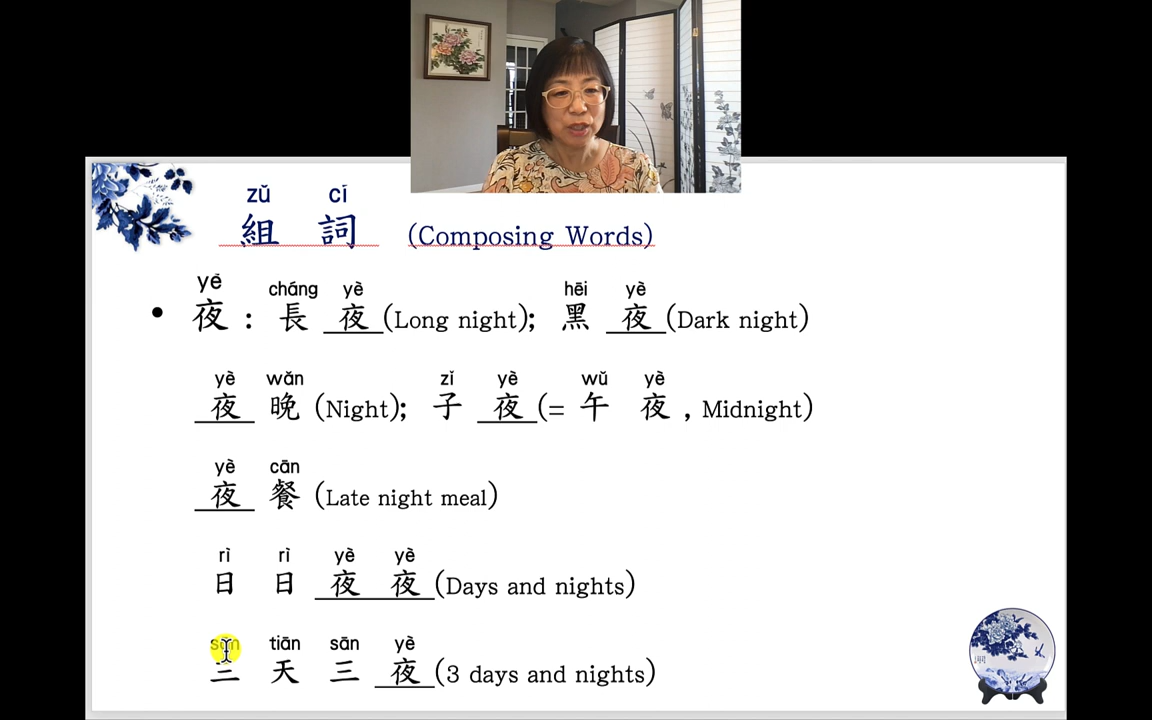 zǔ cí
組 詞 (Composing Words)
yè cháng yè hēi yè
• 夜 : 長 夜 (Long night); 黑 夜 (Dark night)
yè wǎn zǐ yè wǔ yè
夜 晚 (Night); 子 夜 (= 午 夜 , Midnight)
yè cān
夜 餐 (Late night meal)
rì rì yè yè
日 日 夜 夜 (Days and nights)
sān tiān sān yè
三 天 三 夜 (3 days and nights)